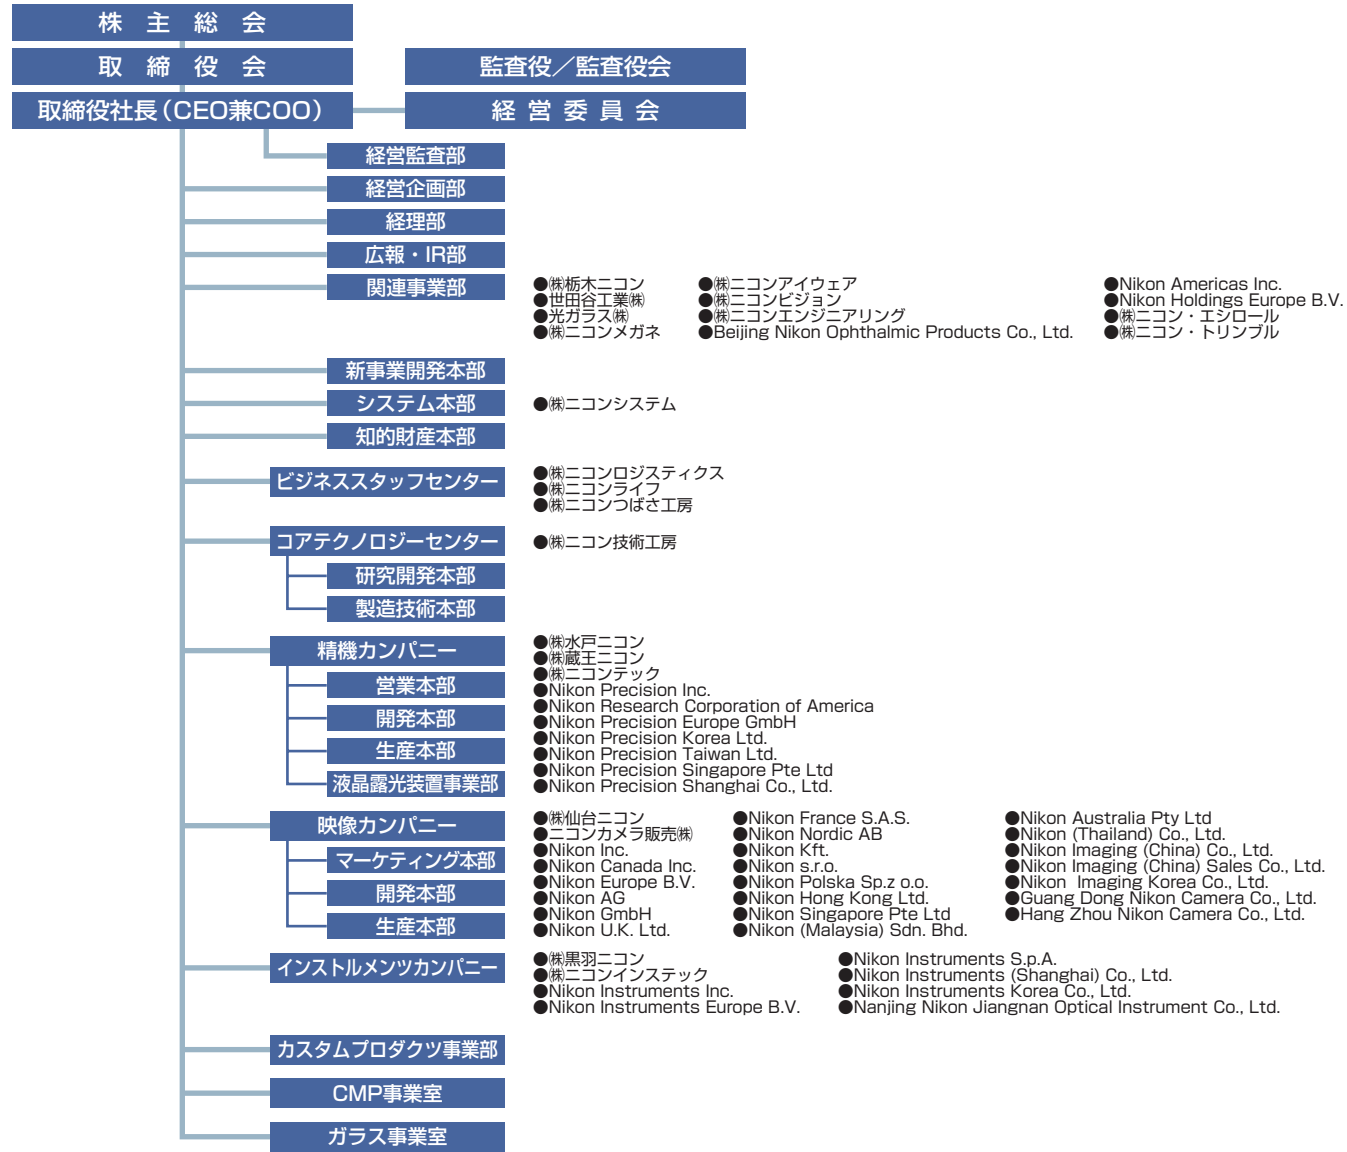 株主総会
取締役会
監査役／監査役会
取締役社長（CEO兼COO）
経営委員会
経営監査部
経営企画部
経理部
広報・IR部
関連事業部
●㈱栃木ニコン
●世田谷工業㈱
●光ガラス㈱
●㈱ニコンメガネ
●㈱ニコンアイウェア
●㈱ニコンビジョン
●㈱ニコンエンジニアリング
●Beijing Nikon Ophthalmic Products Co., Ltd.
●Nikon Americas Inc.
●Nikon Holdings Europe B.V.
●㈱ニコン・エシロール
●㈱ニコン・トリンブル
新事業開発本部
システム本部
●㈱ニコンシステム
知的財産本部
ビジネススタッフセンター
●㈱ニコンロジスティクス
●㈱ニコンライフ
●㈱ニコンつばさ工房
コアテクノロジーセンター
●㈱ニコン技術工房
研究開発本部
製造技術本部
精機カンパニー
営業本部
開発本部
生産本部
液晶露光装置事業部
●㈱水戸ニコン
●㈱蔵王ニコン
●㈱ニコンテック
●Nikon Precision Inc.
●Nikon Research Corporation of America
●Nikon Precision Europe GmbH
●Nikon Precision Korea Ltd.
●Nikon Precision Taiwan Ltd.
●Nikon Precision Singapore Pte Ltd
●Nikon Precision Shanghai Co., Ltd.
映像カンパニー
マーケティング本部
開発本部
生産本部
●㈱仙台ニコン
●ニコンカメラ販売㈱
●Nikon Inc.
●Nikon Canada Inc.
●Nikon Europe B.V.
●Nikon AG
●Nikon GmbH
●Nikon U.K. Ltd.
●Nikon France S.A.S.
●Nikon Nordic AB
●Nikon Kft.
●Nikon s.r.o.
●Nikon Polska Sp.z o.o.
●Nikon Hong Kong Ltd.
●Nikon Singapore Pte Ltd
●Nikon (Malaysia) Sdn. Bhd.
●Nikon Australia Pty Ltd
●Nikon (Thailand) Co., Ltd.
●Nikon Imaging (China) Co., Ltd.
●Nikon Imaging (China) Sales Co., Ltd.
●Nikon Imaging Korea Co., Ltd.
●Guang Dong Nikon Camera Co., Ltd.
●Hang Zhou Nikon Camera Co., Ltd.
インストルメンツカンパニー
●㈱黒羽ニコン
●㈱ニコンインステック
●Nikon Instruments Inc.
●Nikon Instruments Europe B.V.
●Nikon Instruments S.p.A.
●Nikon Instruments (Shanghai) Co., Ltd.
●Nikon Instruments Korea Co., Ltd.
●Nanjing Nikon Jiangnan Optical Instrument Co., Ltd.
カスタムプロダクツ事業部
CMP事業室
ガラス事業室